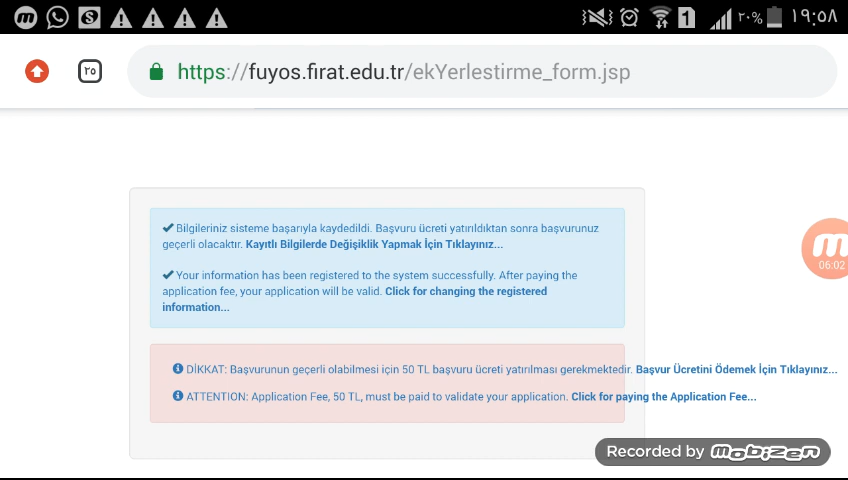 ٢٠% ١٩:٥٨
٢٥ https://fuyos.firat.edu.tr/ekYerlestirme_form.jsp
Bilgileriniz sisteme başarıyla kaydedildi. Başvuru ücreti yatırıldıktan sonra başvurunuz
geçerli olacaktır. Kayıtlı Bilgilerde Değişiklik Yapmak İçin Tıklayınız...
Your information has been registered to the system successfully. After paying the
application fee, your application will be valid. Click for changing the registered
information...
06:02
DİKKAT: Başvurunun geçerli olabilmesi için 50 TL başvuru ücreti yatırılması gerekmektedir. Başvur Ücretini Ödemek İçin Tıklayınız...
ATTENTION: Application Fee, 50 TL, must be paid to validate your application. Click for paying the Application Fee...
Recorded by mobizen